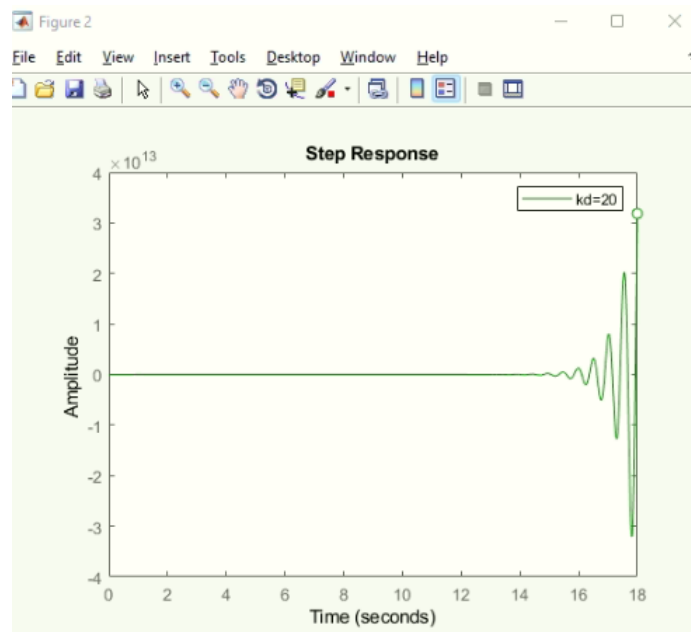 Figure 2
File Edit View Insert Tools Desktop Window Help
Step Response
×10^13
kd=20
4
3
2
1
0
-1
-2
-3
-4
Amplitude
0 2 4 6 8 10 12 14 16 18
Time (seconds)